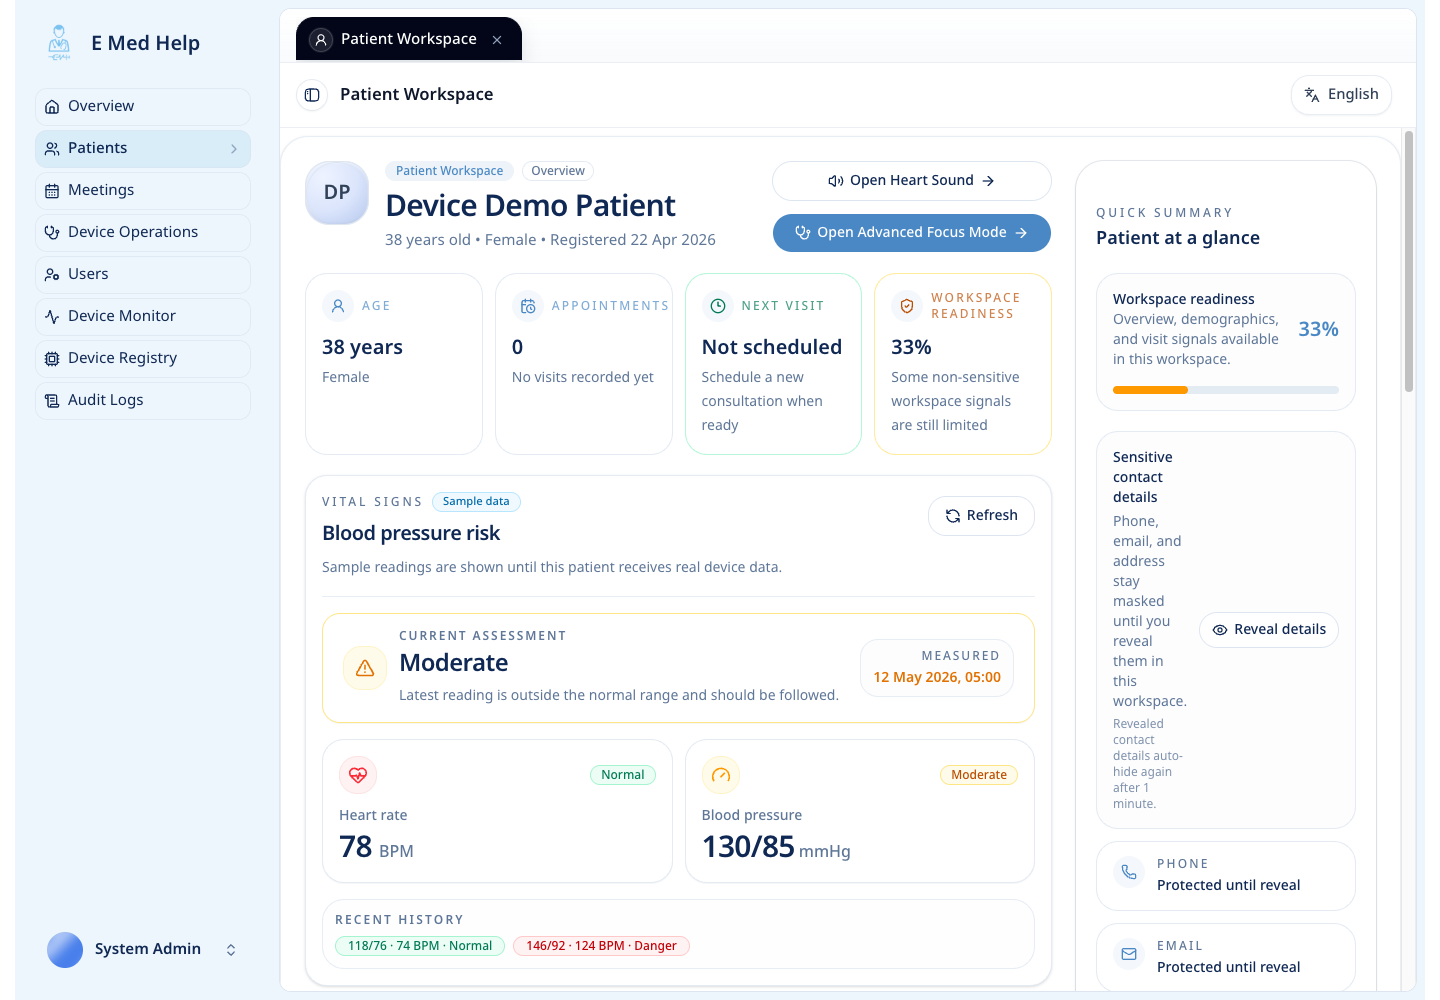 E Med Help
Overview
Patients
Meetings
Device Operations
Users
Device Monitor
Device Registry
Audit Logs
System Admin
Patient Workspace
Patient Workspace
English
DP
Patient Workspace
Overview
Device Demo Patient
38 years old • Female • Registered 22 Apr 2026
Open Heart Sound
Open Advanced Focus Mode
AGE
38 years
Female
APPOINTMENTS
0
No visits recorded yet
NEXT VISIT
Not scheduled
Schedule a new
consultation when
ready
WORKSPACE
READINESS
33%
Some non-sensitive
workspace signals
are still limited
VITAL SIGNS
Sample data
Blood pressure risk
Sample readings are shown until this patient receives real device data.
Refresh
CURRENT ASSESSMENT
Moderate
Latest reading is outside the normal range and should be followed.
MEASURED
12 May 2026, 05:00
Normal
Heart rate
78 BPM
Moderate
Blood pressure
130/85 mmHg
RECENT HISTORY
118/76 · 74 BPM · Normal
146/92 · 124 BPM · Danger
QUICK SUMMARY
Patient at a glance
Workspace readiness
Overview, demographics,
and visit signals available
in this workspace.
33%
Sensitive
contact
details
Phone,
email, and
address
stay
masked
until you
reveal
them in
this
workspace.
Revealed
contact
details auto-
hide again
after 1
minute.
Reveal details
PHONE
Protected until reveal
EMAIL
Protected until reveal